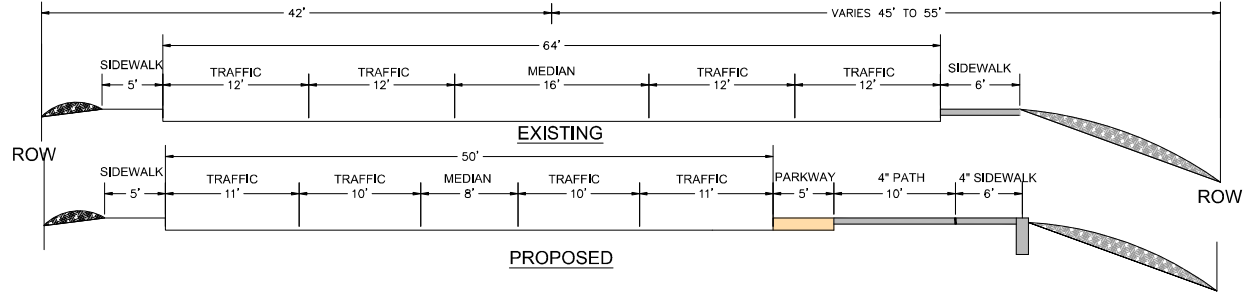 42' VARIES 45' TO 55'
64'
SIDEWALK TRAFFIC TRAFFIC MEDIAN TRAFFIC TRAFFIC SIDEWALK
5' 12' 12' 16' 12' 12' 6'
EXISTING
ROW
50'
SIDEWALK TRAFFIC TRAFFIC MEDIAN TRAFFIC TRAFFIC PARKWAY 4" PATH 4" SIDEWALK
5' 11' 10' 8' 10' 11' 5' 10' 6'
ROW
PROPOSED